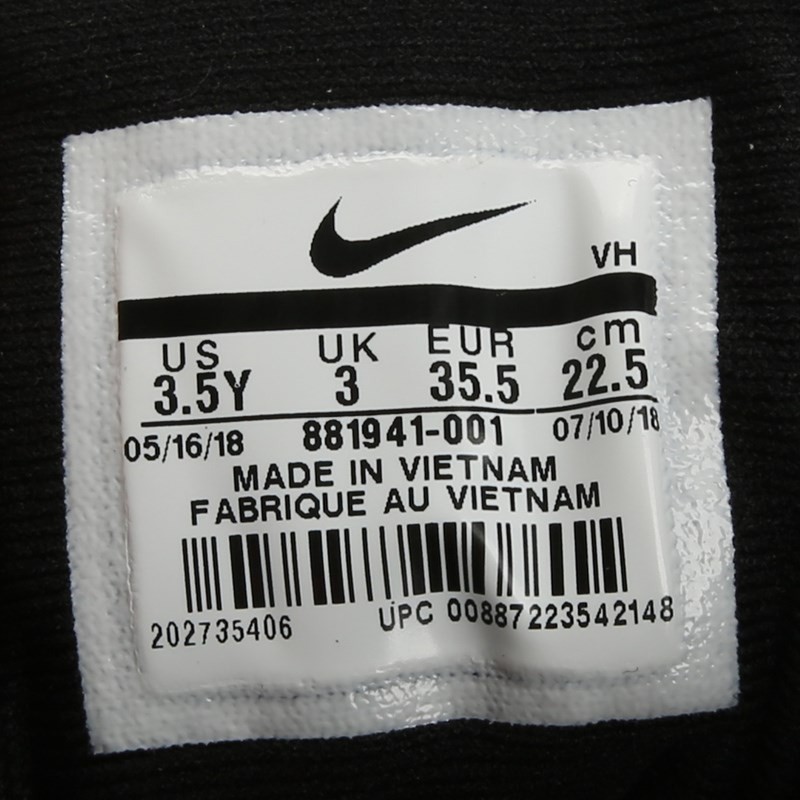 VH
US UK EUR cm
3.5Y 3 35.5 22.5
05/16/18 881941-001 07/10/18
MADE IN VIETNAM
FABRIQUE AU VIETNAM
202735406 UPC 00887223542148